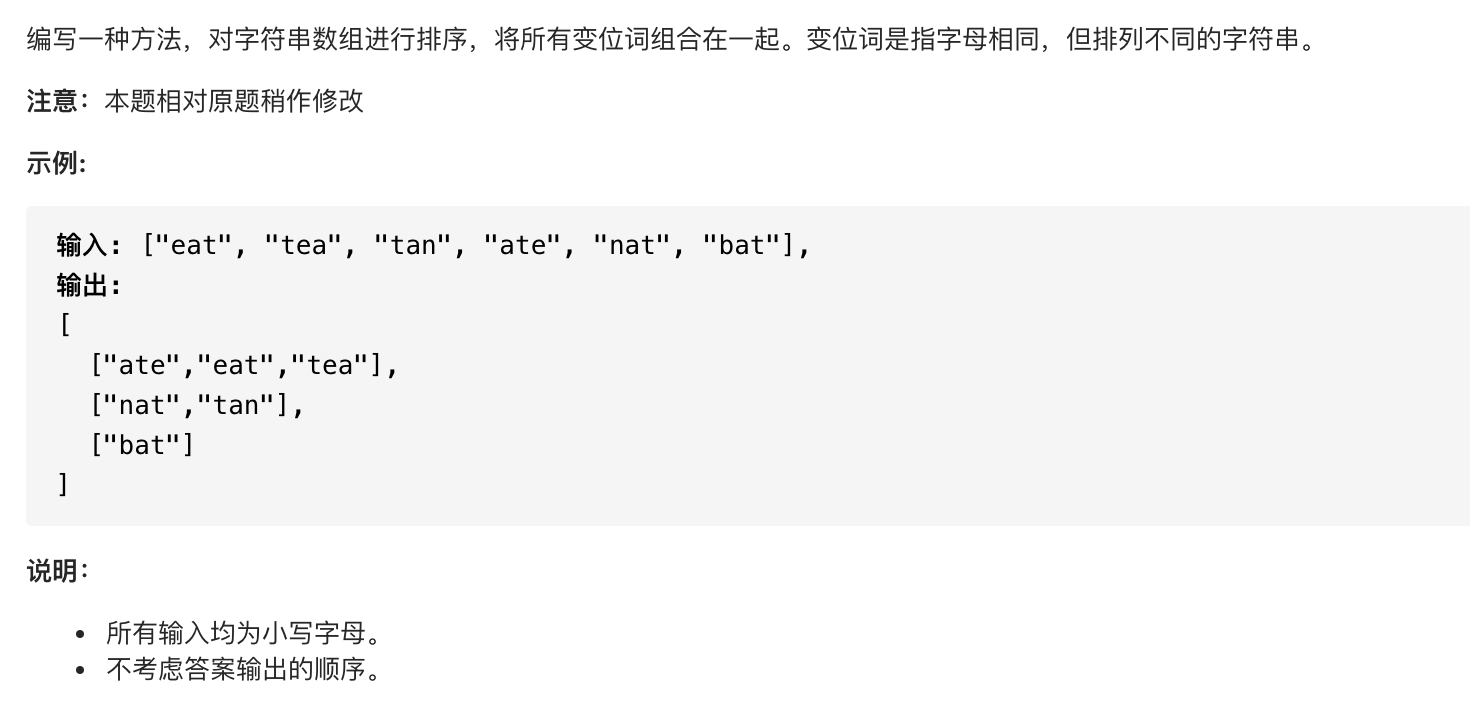 编写一种方法，对字符串数组进行排序，将所有变位词组合在一起。变位词是指字母相同，但排列不同的字符串。
注意：本题相对原题稍作修改
示例:
输入: ["eat", "tea", "tan", "ate", "nat", "bat"],
输出:
[
["ate","eat","tea"],
["nat","tan"],
["bat"]
]
说明：
• 所有输入均为小写字母。
• 不考虑答案输出的顺序。